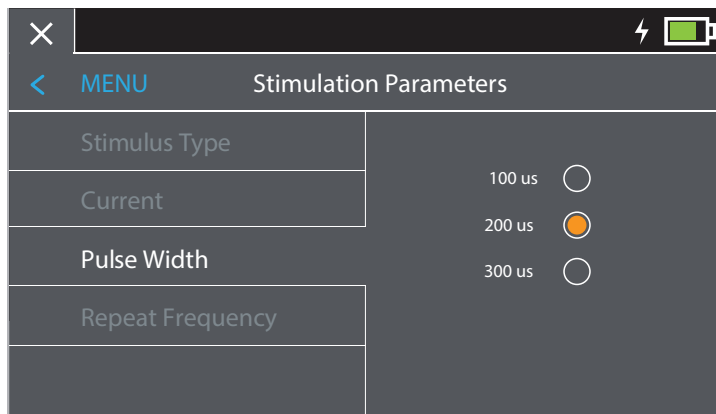 MENU
Stimulation Parameters
Stimulus Type
Current
Pulse Width
Repeat Frequency
100 us
200 us
300 us